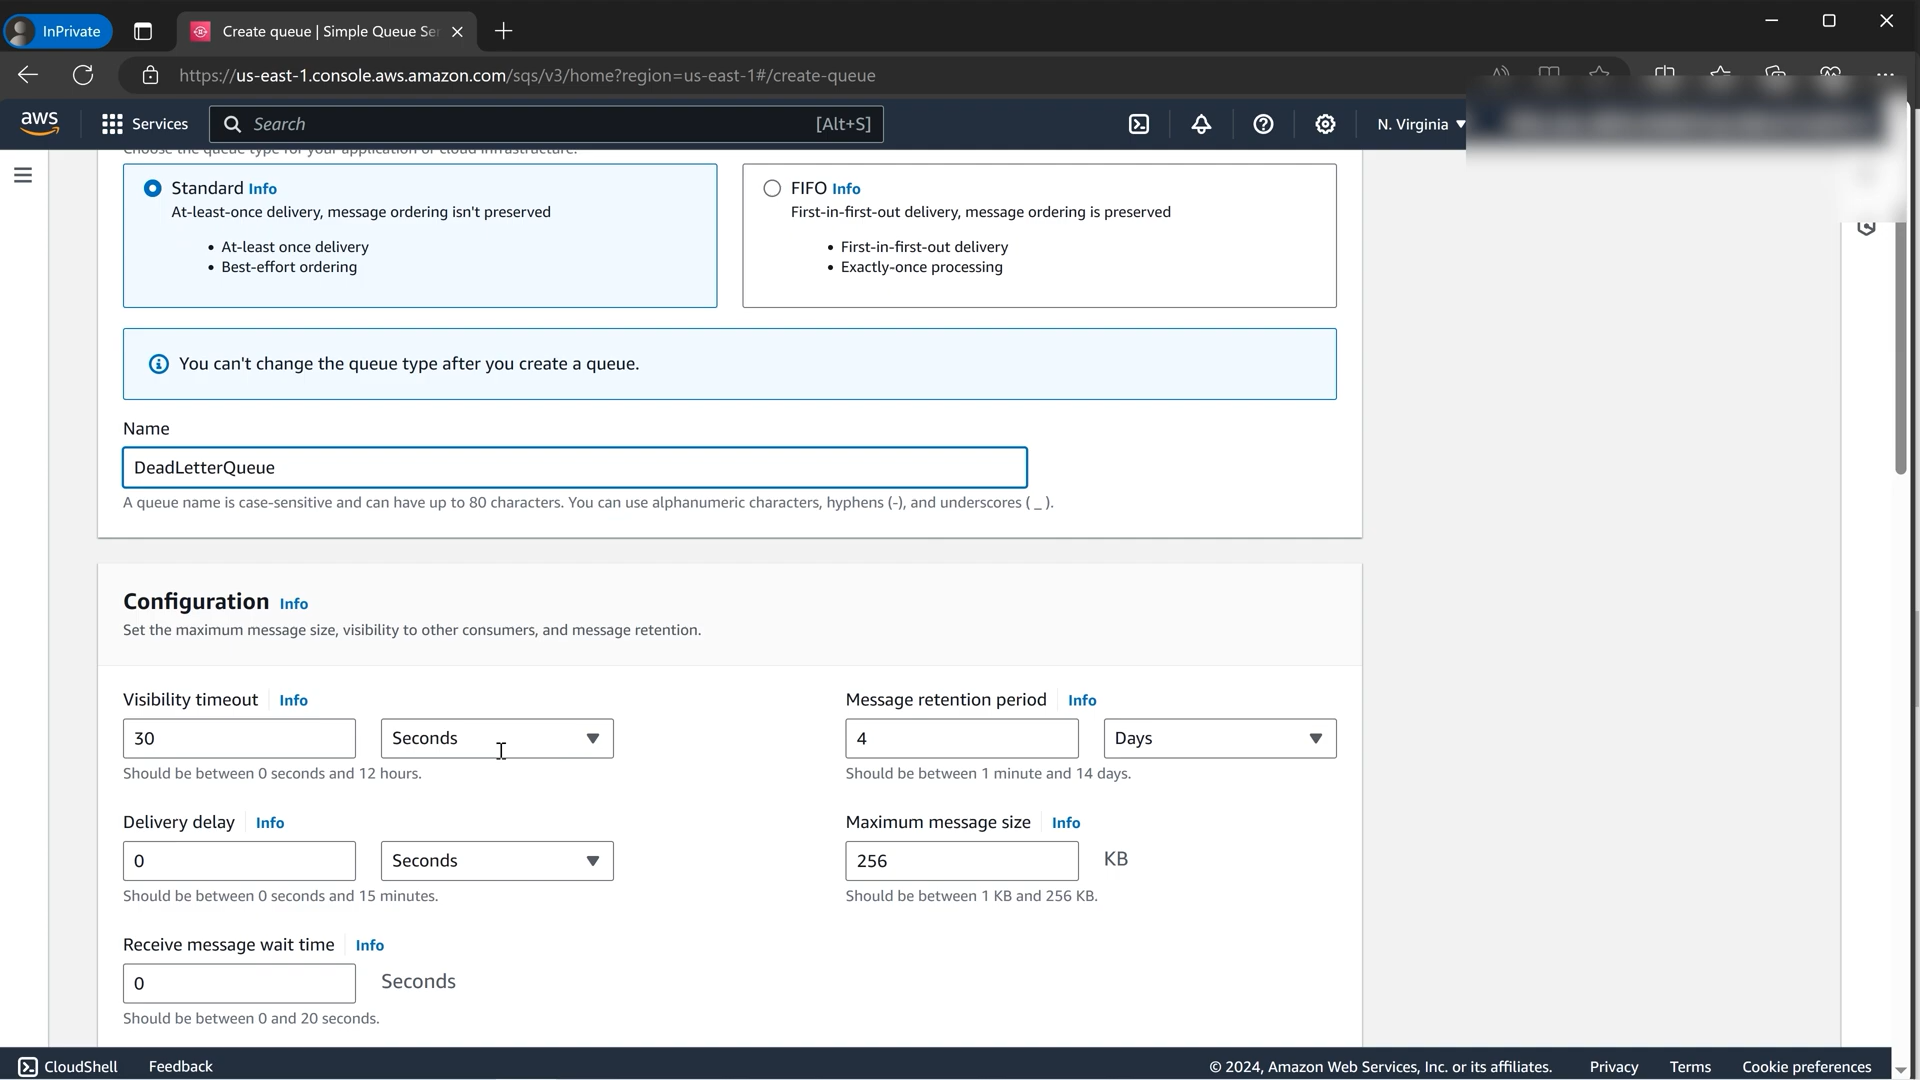 InPrivate
Create queue | Simple Queue Se
https://us-east-1.console.aws.amazon.com/sqs/v3/home?region=us-east-1#/create-queue
aws
Services
Search
[Alt+S]
N. Virginia
Choose the queue type for your application or cloud infrastructure.
Standard Info
At-least-once delivery, message ordering isn't preserved
• At-least once delivery
• Best-effort ordering
FIFO Info
First-in-first-out delivery, message ordering is preserved
• First-in-first-out delivery
• Exactly-once processing
You can't change the queue type after you create a queue.
Name
DeadLetterQueue
A queue name is case-sensitive and can have up to 80 characters. You can use alphanumeric characters, hyphens (-), and underscores ( _ ).
Configuration Info
Set the maximum message size, visibility to other consumers, and message retention.
Visibility timeout Info
30 Seconds
Should be between 0 seconds and 12 hours.
Message retention period Info
4 Days
Should be between 1 minute and 14 days.
Delivery delay Info
0 Seconds
Should be between 0 seconds and 15 minutes.
Maximum message size Info
256 KB
Should be between 1 KB and 256 KB.
Receive message wait time Info
0 Seconds
Should be between 0 and 20 seconds.
CloudShell
Feedback
© 2024, Amazon Web Services, Inc. or its affiliates.
Privacy
Terms
Cookie preferences